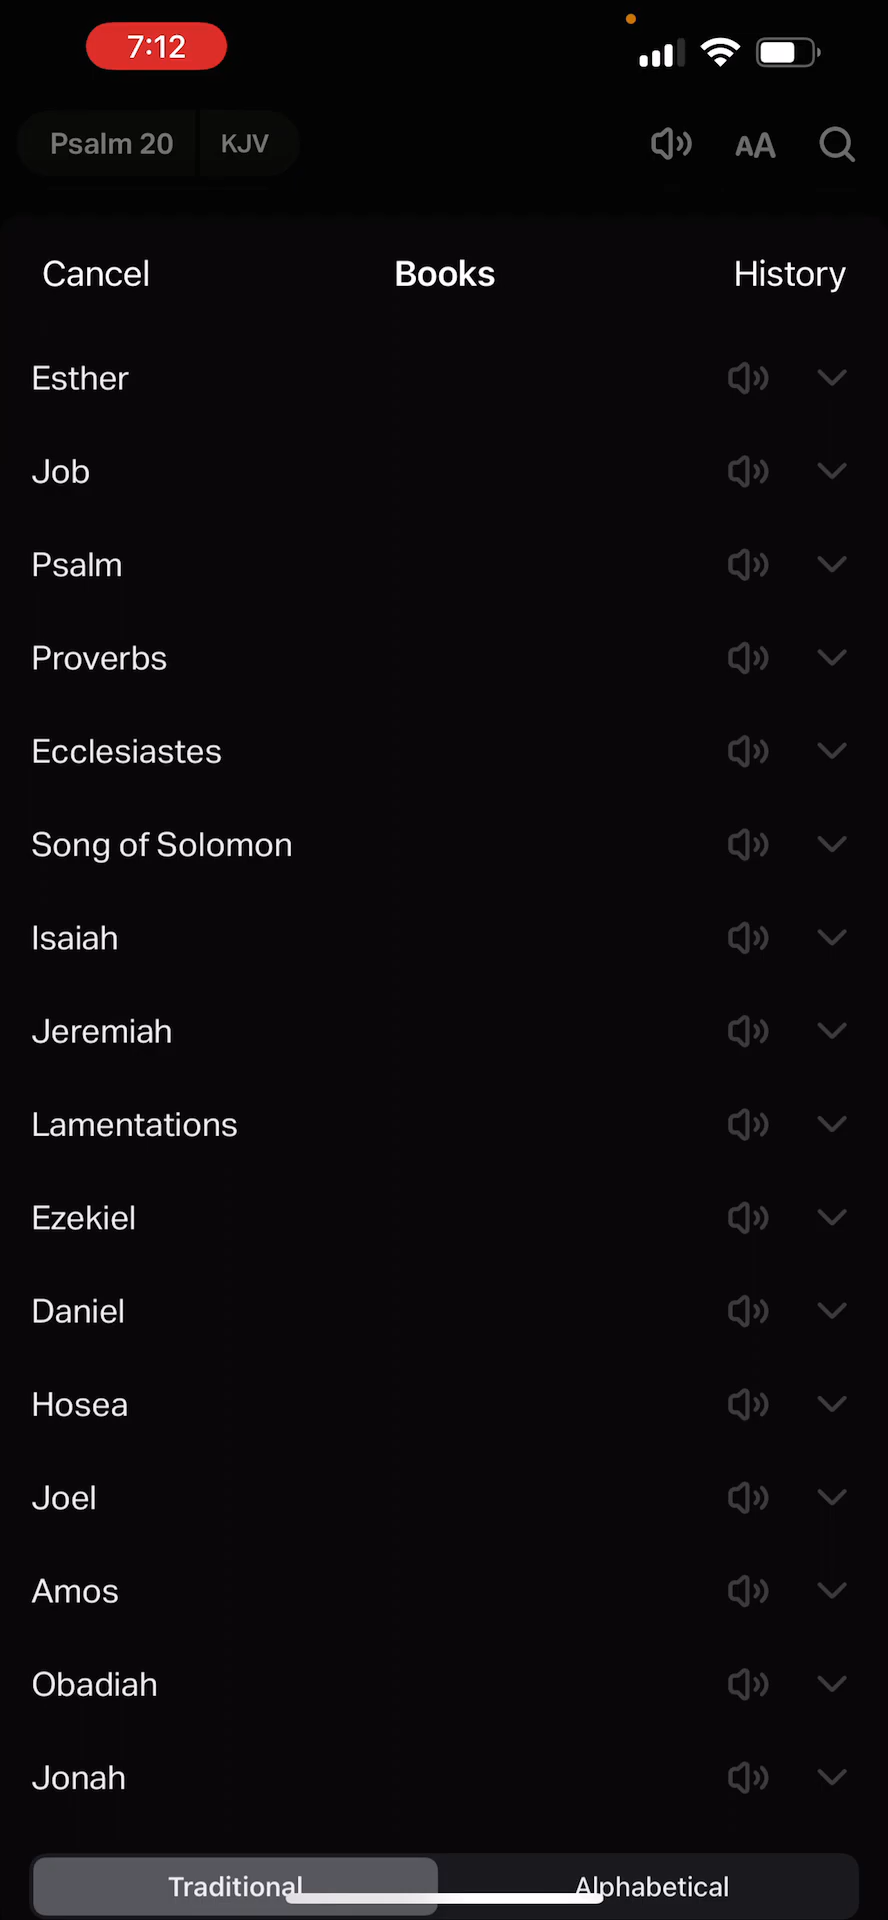 7:12
Psalm 20 KJV AA
Cancel Books History
Esther
Job
Psalm
Proverbs
Ecclesiastes
Song of Solomon
Isaiah
Jeremiah
Lamentations
Ezekiel
Daniel
Hosea
Joel
Amos
Obadiah
Jonah
Traditional Alphabetical